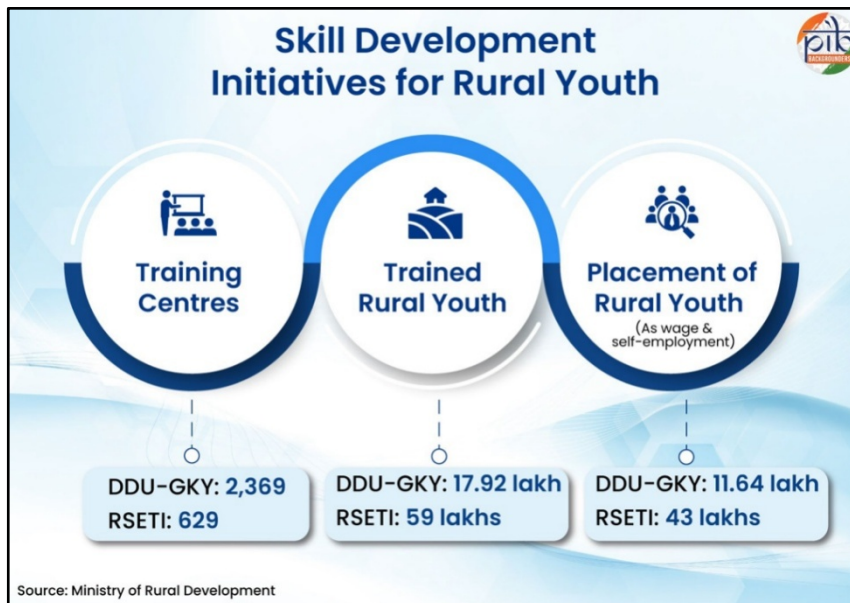 Skill Development
Initiatives for Rural Youth
pib
BACKGROUNDERS
Training
Centres
Trained
Rural Youth
Placement of
Rural Youth
(As wage &
self-employment)
DDU-GKY: 2,369
RSETI: 629
DDU-GKY: 17.92 lakh
RSETI: 59 lakhs
DDU-GKY: 11.64 lakh
RSETI: 43 lakhs
Source: Ministry of Rural Development